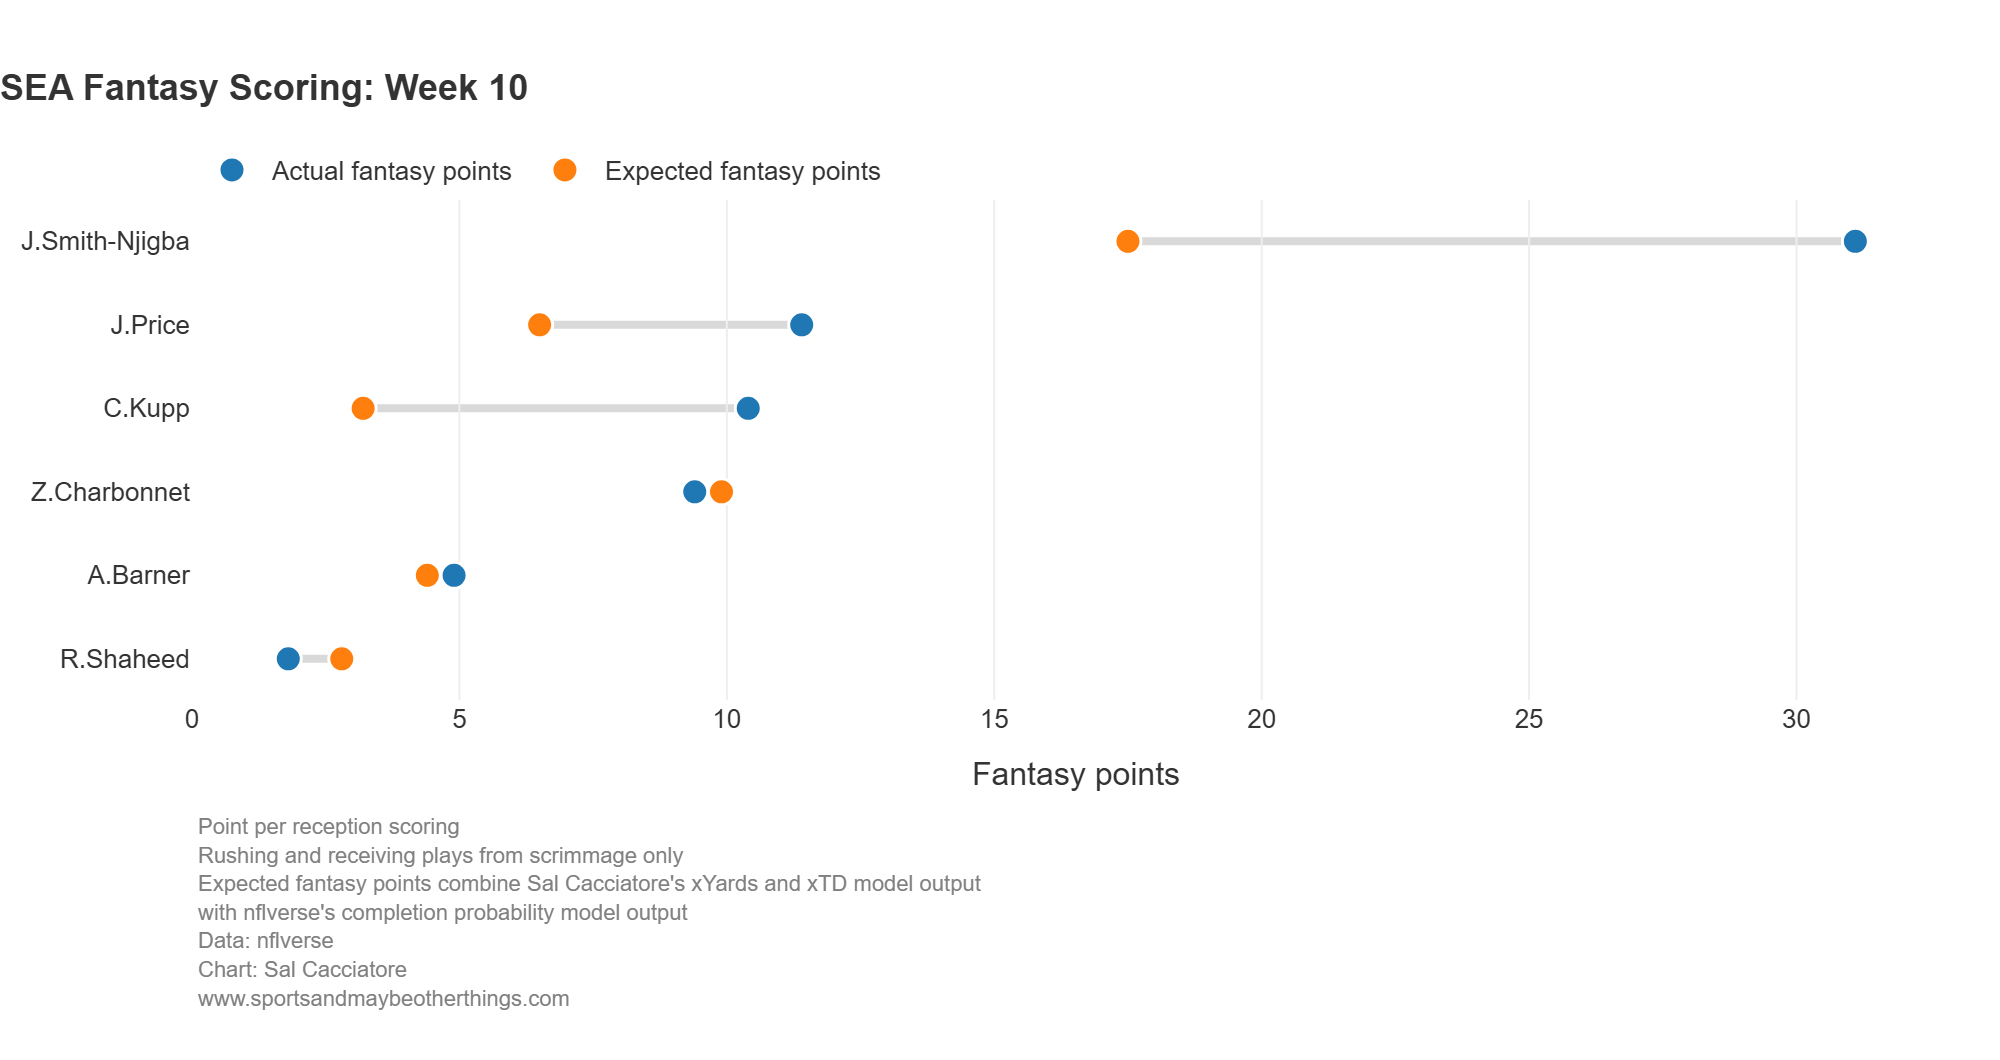 SEA Fantasy Scoring: Week 10
Actual fantasy points
Expected fantasy points
J.Smith-Njigba
J.Price
C.Kupp
Z.Charbonnet
A.Barner
R.Shaheed
0 5 10 15 20 25 30
Fantasy points
Point per reception scoring
Rushing and receiving plays from scrimmage only
Expected fantasy points combine Sal Cacciatore's xYards and xTD model output
with nflverse's completion probability model output
Data: nflverse
Chart: Sal Cacciatore
www.sportsandmaybeotherthings.com